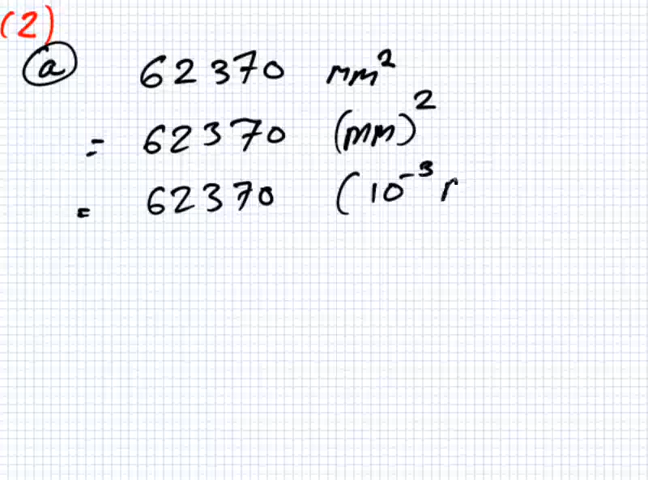 (2)
(a) 62370 mm²
= 62370 (mm)²
= 62370 (10⁻³